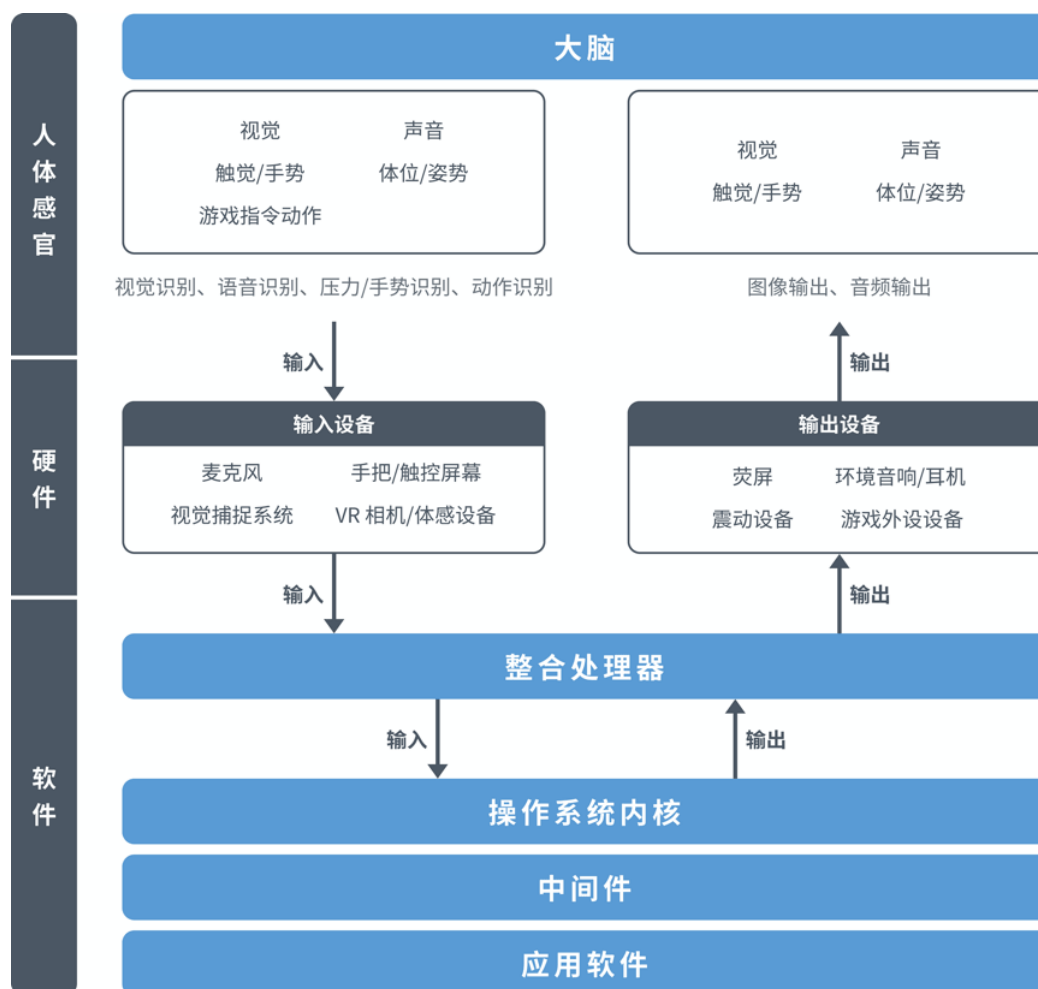 人体感官
大脑
视觉 声音
触觉/手势 体位/姿势
游戏指令动作
视觉 声音
触觉/手势 体位/姿势
视觉识别、语音识别、压力/手势识别、动作识别
图像输出、音频输出
输入
输出
硬件
输入设备
麦克风 手把/触控屏幕
视觉捕捉系统 VR 相机/体感设备
输出设备
荧屏 环境音响/耳机
震动设备 游戏外设设备
输入
输出
软件
整合处理器
输入
输出
操作系统内核
中间件
应用软件